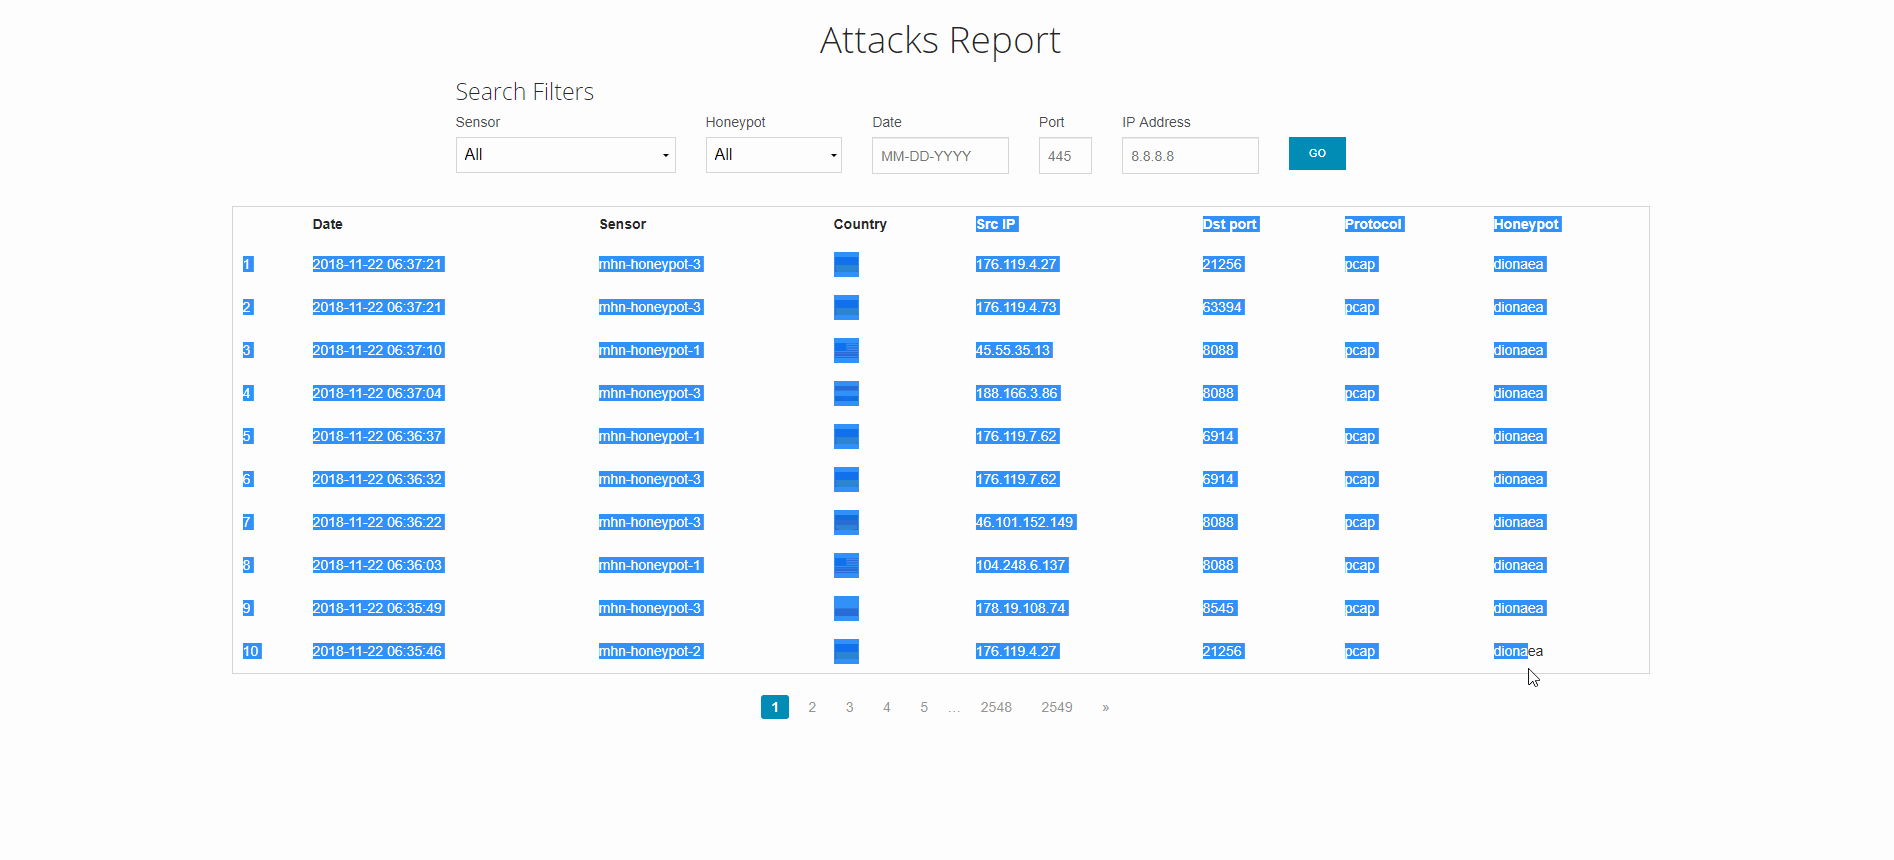 Attacks Report
Search Filters
Sensor Honeypot Date Port IP Address
All All MM-DD-YYYY 445 8.8.8.8 GO
Date Sensor Country Src IP Dst port Protocol Honeypot
1 2018-11-22 06:37:21 mhn-honeypot-3 176.119.4.27 21256 pcap dionaea
2 2018-11-22 06:37:21 mhn-honeypot-3 176.119.4.73 63394 pcap dionaea
3 2018-11-22 06:37:10 mhn-honeypot-1 45.55.35.13 8088 pcap dionaea
4 2018-11-22 06:37:04 mhn-honeypot-3 188.166.3.86 8088 pcap dionaea
5 2018-11-22 06:36:37 mhn-honeypot-1 176.119.7.62 6914 pcap dionaea
6 2018-11-22 06:36:32 mhn-honeypot-3 176.119.7.62 6914 pcap dionaea
7 2018-11-22 06:36:22 mhn-honeypot-3 46.101.152.149 8088 pcap dionaea
8 2018-11-22 06:36:03 mhn-honeypot-1 104.248.6.137 8088 pcap dionaea
9 2018-11-22 06:35:49 mhn-honeypot-3 178.19.108.74 8545 pcap dionaea
10 2018-11-22 06:35:46 mhn-honeypot-2 176.119.4.27 21256 pcap dionaea
1 2 3 4 5 … 2548 2549 »